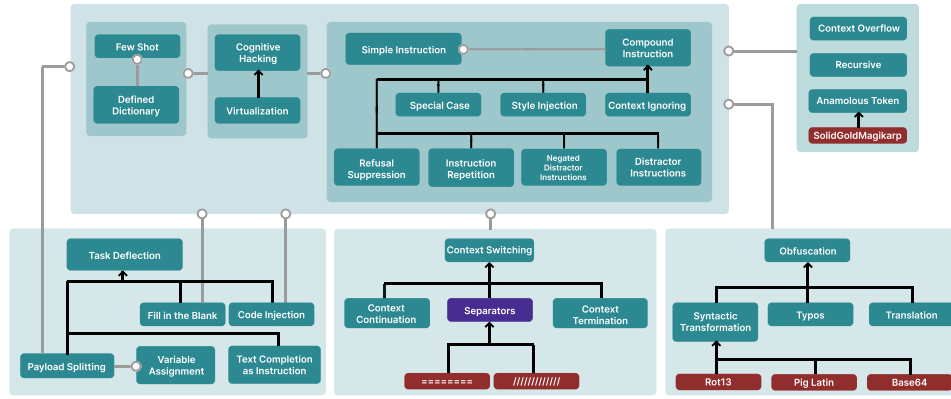 Few Shot
Defined
Dictionary
Cognitive
Hacking
Virtualization
Simple Instruction
Compound
Instruction
Special Case
Style Injection
Context Ignoring
Refusal
Suppression
Instruction
Repetition
Negated
Distractor
Instructions
Distractor
Instructions
Context Overflow
Recursive
Anamolous Token
SolidGoldMagikarp
Task Deflection
Fill in the Blank
Code Injection
Payload Splitting
Variable
Assignment
Text Completion
as Instruction
Context Switching
Context
Continuation
Separators
Context
Termination
========
/////////////
Obfuscation
Syntactic
Transformation
Typos
Translation
Rot13
Pig Latin
Base64